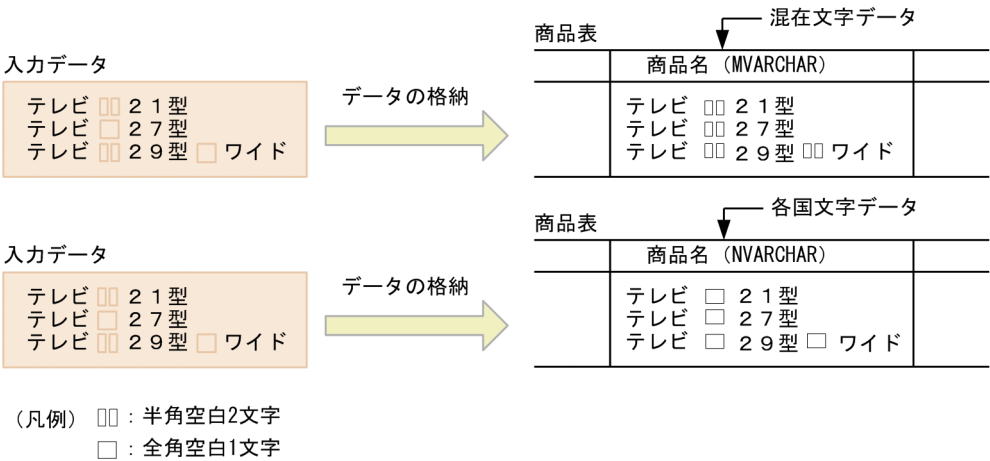 混在文字データ
商品表
入力データ
商品名（MVARCHAR）
テレビ ▯▯ ２１型
テレビ □ ２７型
テレビ ▯▯ ２９型 □ ワイド
データの格納
テレビ ▯▯ ２１型
テレビ ▯▯ ２７型
テレビ ▯▯ ２９型 ▯▯ ワイド
各国文字データ
商品表
入力データ
商品名（NVARCHAR）
テレビ ▯▯ ２１型
テレビ □ ２７型
テレビ ▯▯ ２９型 □ ワイド
データの格納
テレビ □ ２１型
テレビ □ ２７型
テレビ □ ２９型 □ ワイド
（凡例） ▯▯：半角空白2文字
□：全角空白1文字